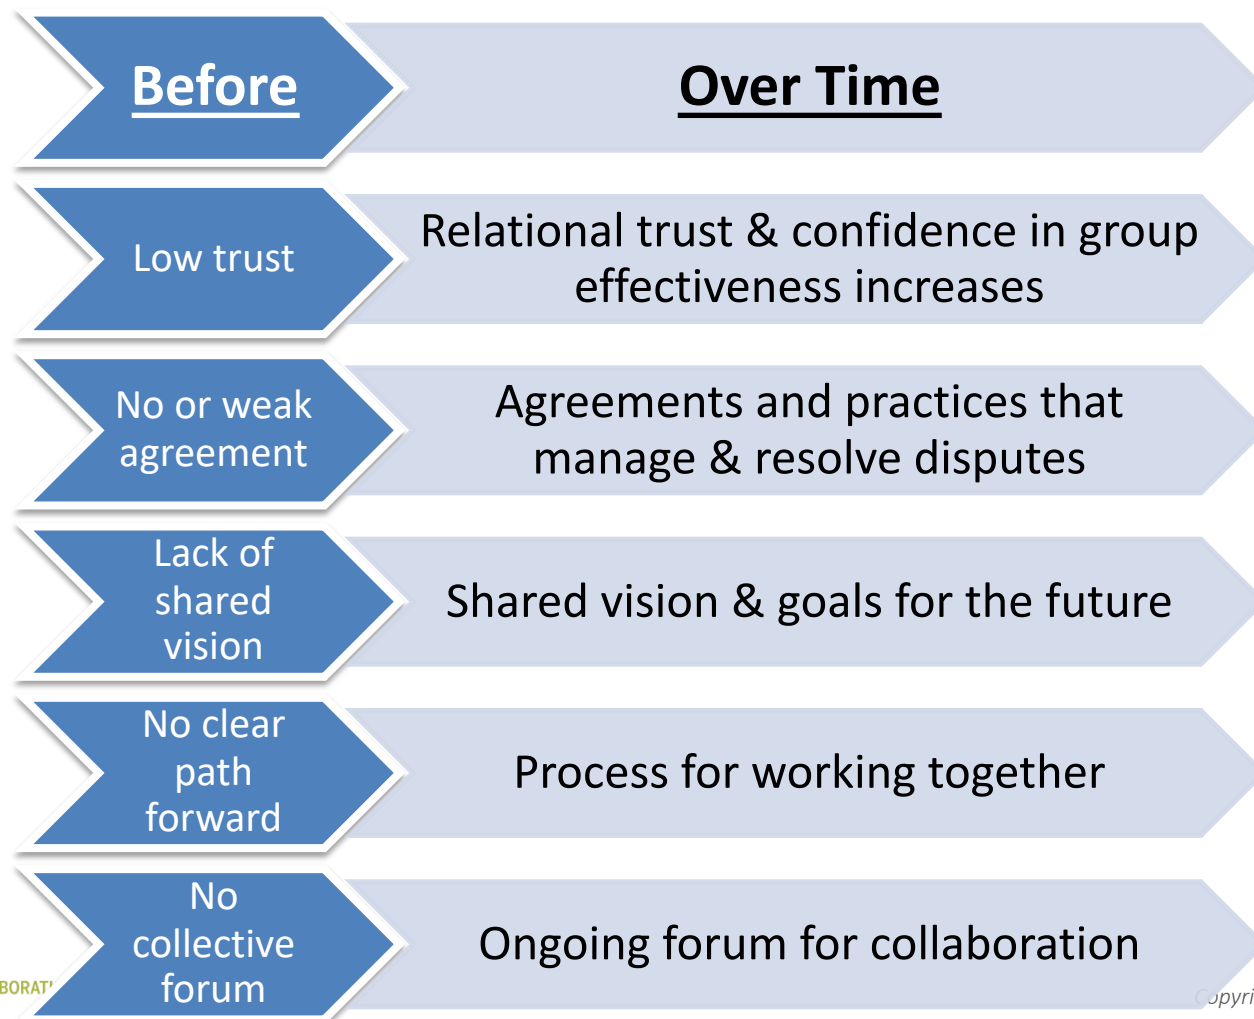 Before
Over Time
Low trust
Relational trust & confidence in group
effectiveness increases
No or weak
agreement
Agreements and practices that
manage & resolve disputes
Lack of
shared
vision
Shared vision & goals for the future
No clear
path
forward
Process for working together
No
collective
forum
Ongoing forum for collaboration